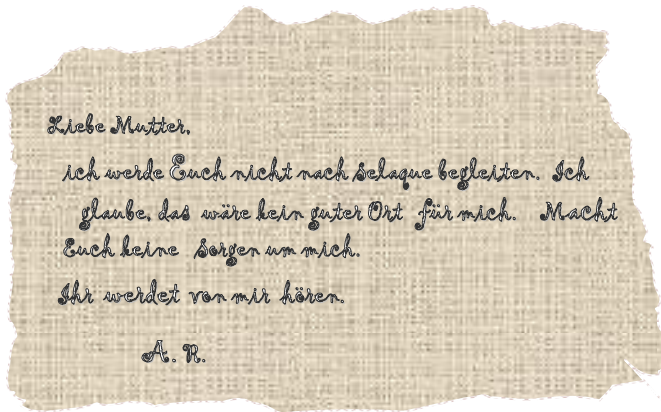 Liebe Mutter,
ich werde Euch nicht nach Selaque begleiten. Ich
glaube, das wäre kein guter Ort für mich. Macht
Euch keine Sorgen um mich.
Ihr werdet von mir hören.
A. R.